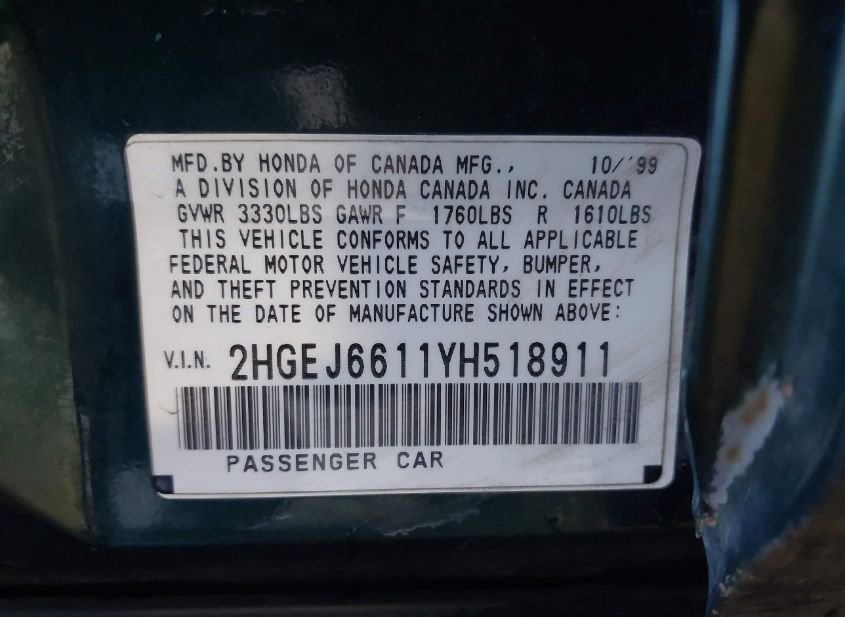 MFD.BY HONDA OF CANADA MFG., 10/'99
A DIVISION OF HONDA CANADA INC. CANADA
GVWR 3330LBS GAWR F 1760LBS R 1610LBS
THIS VEHICLE CONFORMS TO ALL APPLICABLE
FEDERAL MOTOR VEHICLE SAFETY, BUMPER,
AND THEFT PREVENTION STANDARDS IN EFFECT
ON THE DATE OF MANUFACTURE SHOWN ABOVE:
V.I.N. 2HGEJ6611YH518911
PASSENGER CAR